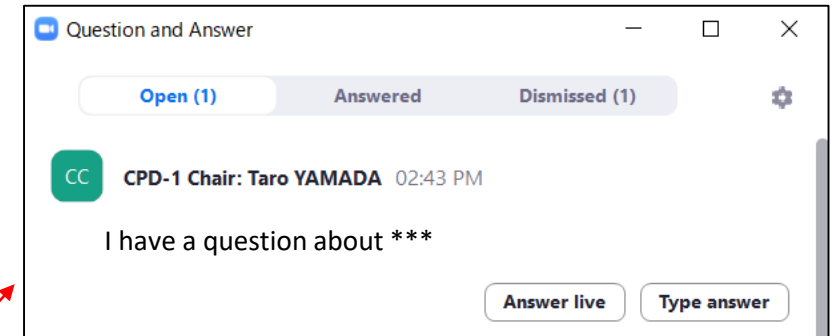 Question and Answer
Open (1) Answered Dismissed (1)
CC CPD-1 Chair: Taro YAMADA 02:43 PM
I have a question about ***
Answer live Type answer